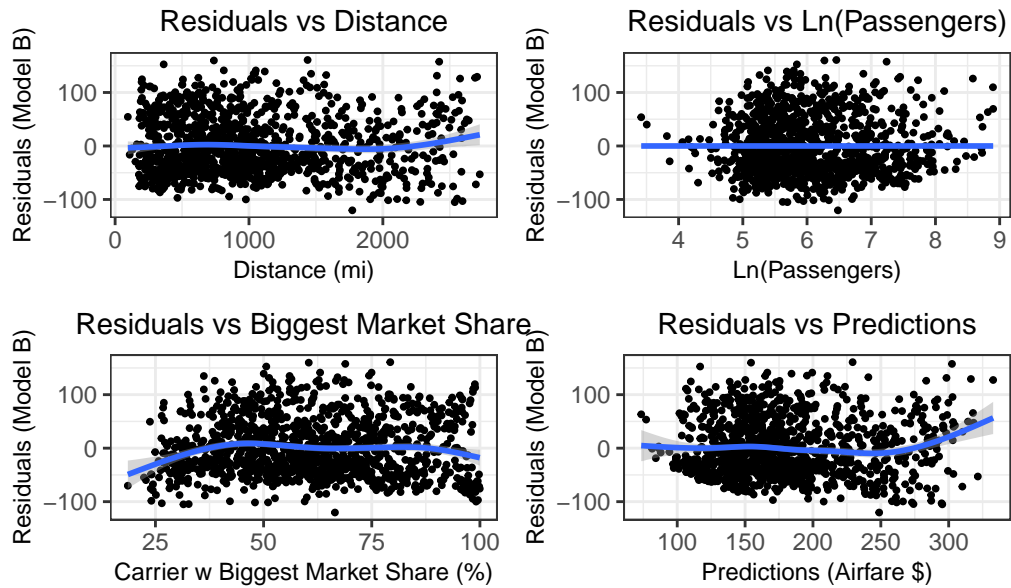 Residuals vs Distance
Residuals (Model B)
100
0
−100
0
1000
2000
Distance (mi)
Residuals vs Ln(Passengers)
Residuals (Model B)
100
0
−100
4
5
6
7
8
9
Ln(Passengers)
Residuals vs Biggest Market Share
Residuals (Model B)
100
0
−100
25
50
75
100
Carrier w Biggest Market Share (%)
Residuals vs Predictions
Residuals (Model B)
100
0
−100
100
150
200
250
300
Predictions (Airfare $)